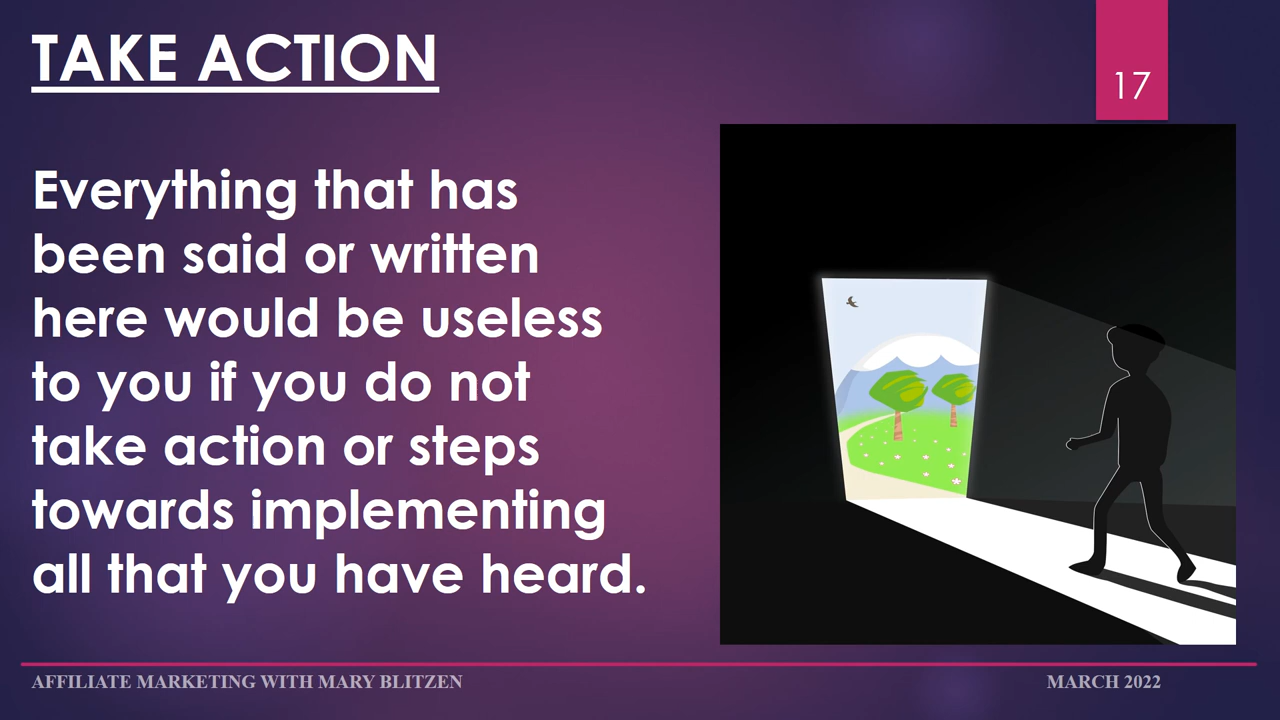 TAKE ACTION
17
Everything that has
been said or written
here would be useless
to you if you do not
take action or steps
towards implementing
all that you have heard.
AFFILIATE MARKETING WITH MARY BLITZEN
MARCH 2022